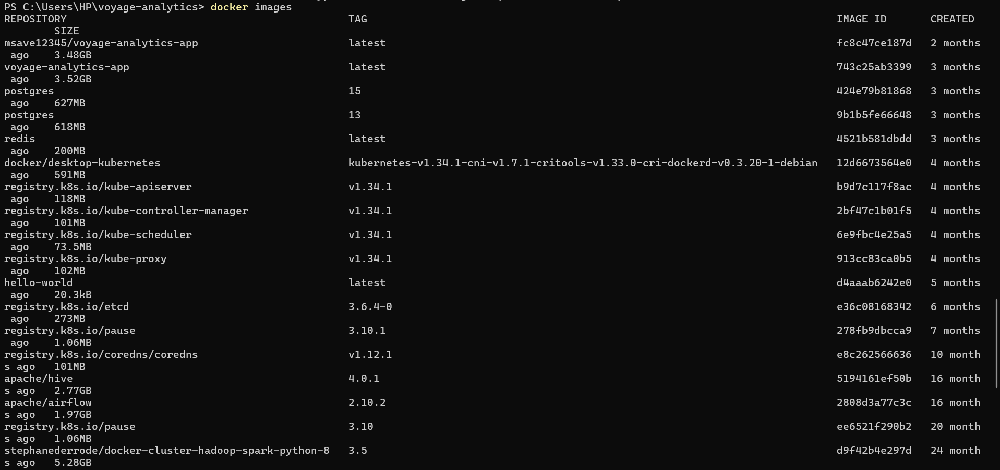 PS C:\Users\HP\voyage-analytics> docker images
REPOSITORY TAG IMAGE ID CREATED
SIZE
msave12345/voyage-analytics-app latest fc8c47ce187d 2 months
ago 3.48GB
voyage-analytics-app latest 743c25ab3399 3 months
ago 3.52GB
postgres 15 424e79b81868 3 months
ago 627MB
postgres 13 9b1b5fe66648 3 months
ago 618MB
redis latest 4521b581dbdd 3 months
ago 200MB
docker/desktop-kubernetes kubernetes-v1.34.1-cni-v1.7.1-critools-v1.33.0-cri-dockerd-v0.3.20-1-debian 12d6673564e0 4 months
ago 591MB
registry.k8s.io/kube-apiserver v1.34.1 b9d7c117f8ac 4 months
ago 118MB
registry.k8s.io/kube-controller-manager v1.34.1 2bf47c1b01f5 4 months
ago 101MB
registry.k8s.io/kube-scheduler v1.34.1 6e9fbc4e25a5 4 months
ago 73.5MB
registry.k8s.io/kube-proxy v1.34.1 913cc83ca0b5 4 months
ago 102MB
hello-world latest d4aaab6242e0 5 months
ago 20.3kB
registry.k8s.io/etcd 3.6.4-0 e36c08168342 6 months
ago 273MB
registry.k8s.io/pause 3.10.1 278fb9dbcca9 7 months
ago 1.06MB
registry.k8s.io/coredns/coredns v1.12.1 e8c262566636 10 month
s ago 101MB
apache/hive 4.0.1 5194161ef50b 16 month
s ago 2.77GB
apache/airflow 2.10.2 2808d3a77c3c 16 month
s ago 1.97GB
registry.k8s.io/pause 3.10 ee6521f290b2 20 month
s ago 1.06MB
stephanederrode/docker-cluster-hadoop-spark-python-8 3.5 d9f42b4e297d 24 month
s ago 5.28GB